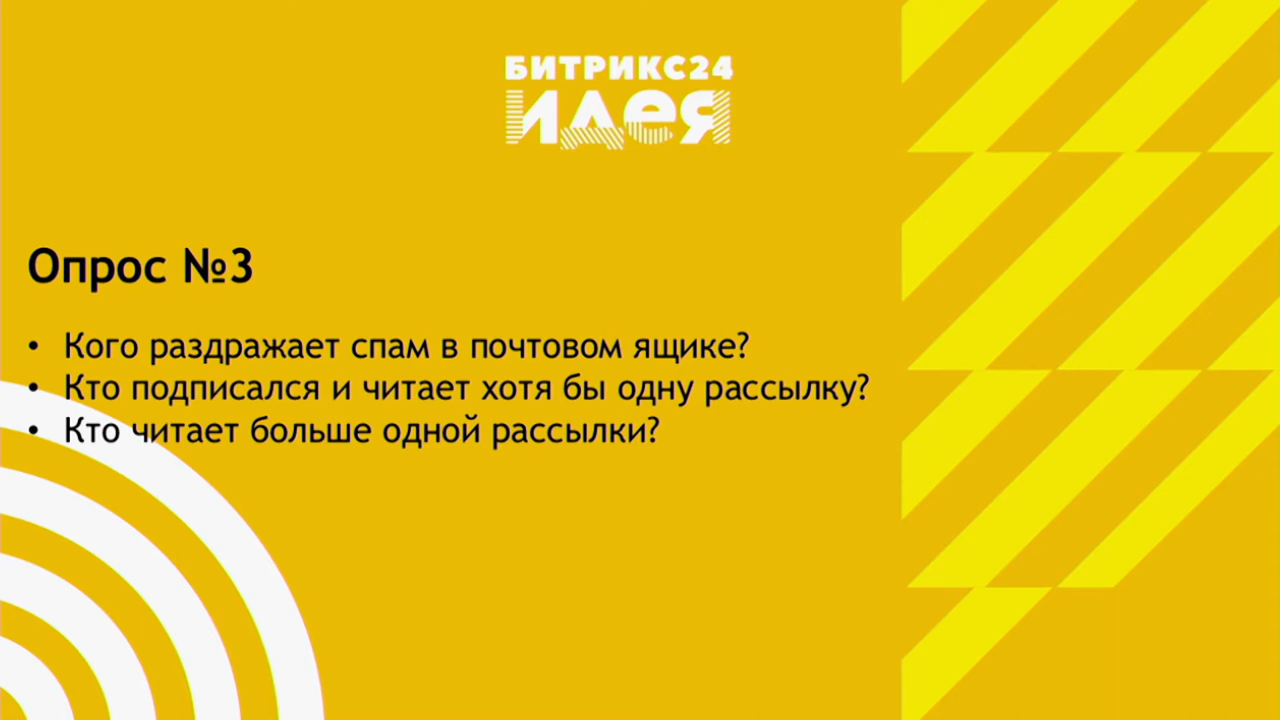 БИТРИКС24
идея
Опрос №3
• Кого раздражает спам в почтовом ящике?
• Кто подписался и читает хотя бы одну рассылку?
• Кто читает больше одной рассылки?